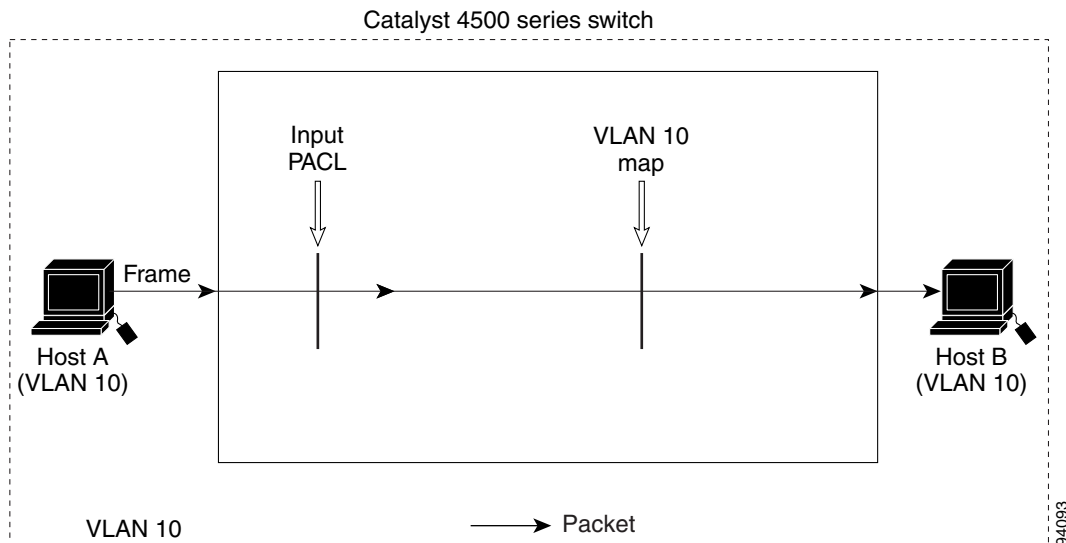 Catalyst 4500 series switch
Input
PACL
VLAN 10
map
Frame
Host A
(VLAN 10)
Host B
(VLAN 10)
VLAN 10
Packet
94093